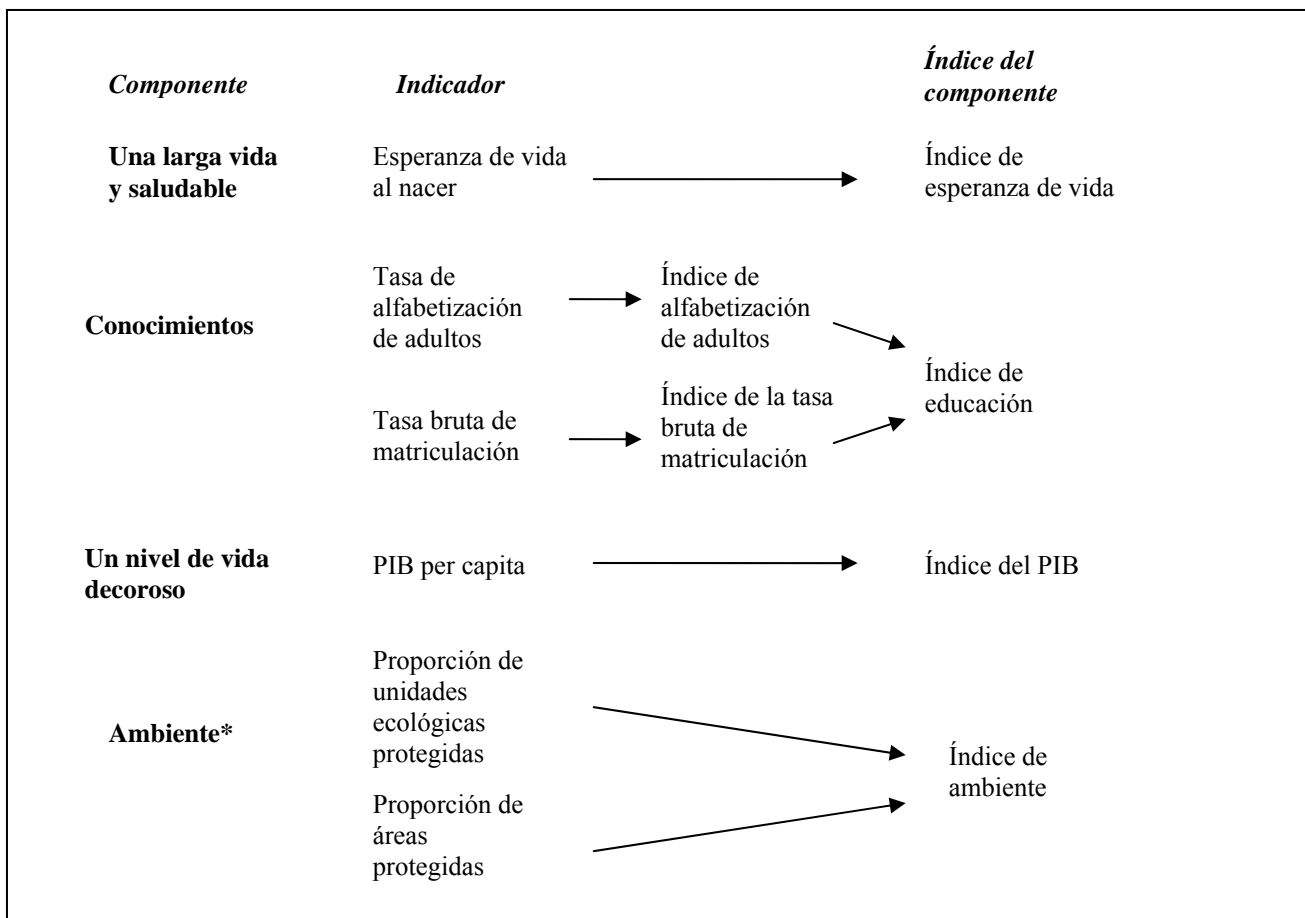 Componente
Indicador
Índice del
componente
Una larga vida
y saludable
Esperanza de vida
al nacer
Índice de
esperanza de vida
Conocimientos
Tasa de
alfabetización
de adultos
Índice de
alfabetización
de adultos
Tasa bruta de
matriculación
Índice de la tasa
bruta de
matriculación
Índice de
educación
Un nivel de vida
decoroso
PIB per capita
Índice del PIB
Ambiente*
Proporción de
unidades
ecológicas
protegidas
Proporción de
áreas
protegidas
Índice de
ambiente